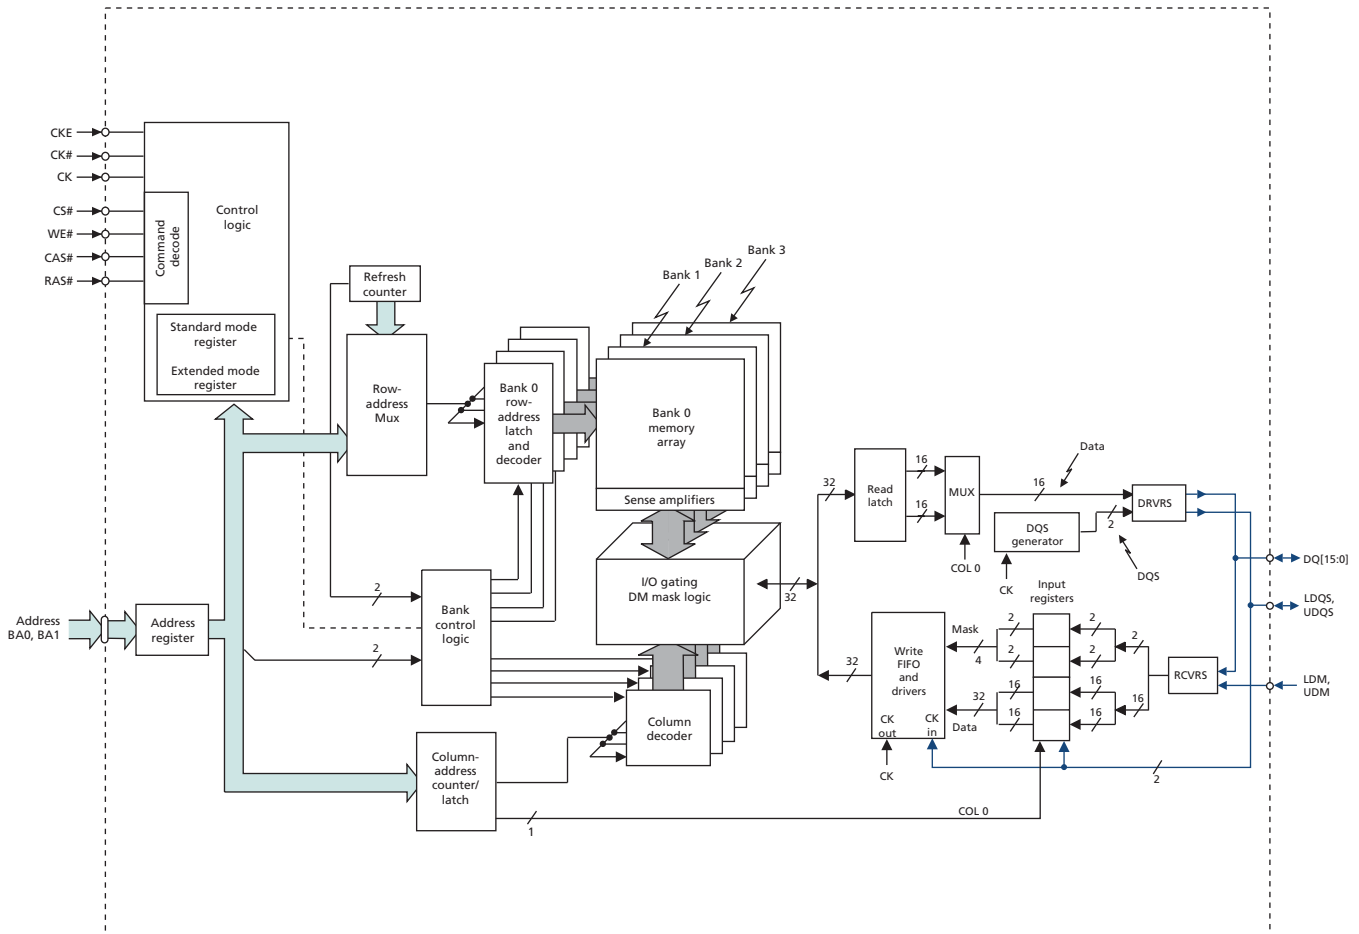 CKE
CK#
CK
CS#
WE#
CAS#
RAS#
Command
decode
Control
logic
Standard mode
register
Extended mode
register
Refresh
counter
Row-
address
Mux
Bank 0
row-
address
latch
and
decoder
Bank 1
Bank 2
Bank 3
Bank 0
memory
array
Sense amplifiers
I/O gating
DM mask logic
32
Address
BA0, BA1
Address
register
2
2
Bank
control
logic
Column-
address
counter/
latch
1
Column
decoder
COL 0
32
Read
latch
16
16
MUX
COL 0
16
Data
DQS
generator
CK
2
DQS
DRVRS
DQ[15:0]
LDQS,
UDQS
LDM,
UDM
RCVRS
Input
registers
2
2
2
2
2
16
16
16
16
16
Mask
4
32
Data
32
Write
FIFO
and
drivers
CK
out
CK
in
CK
2